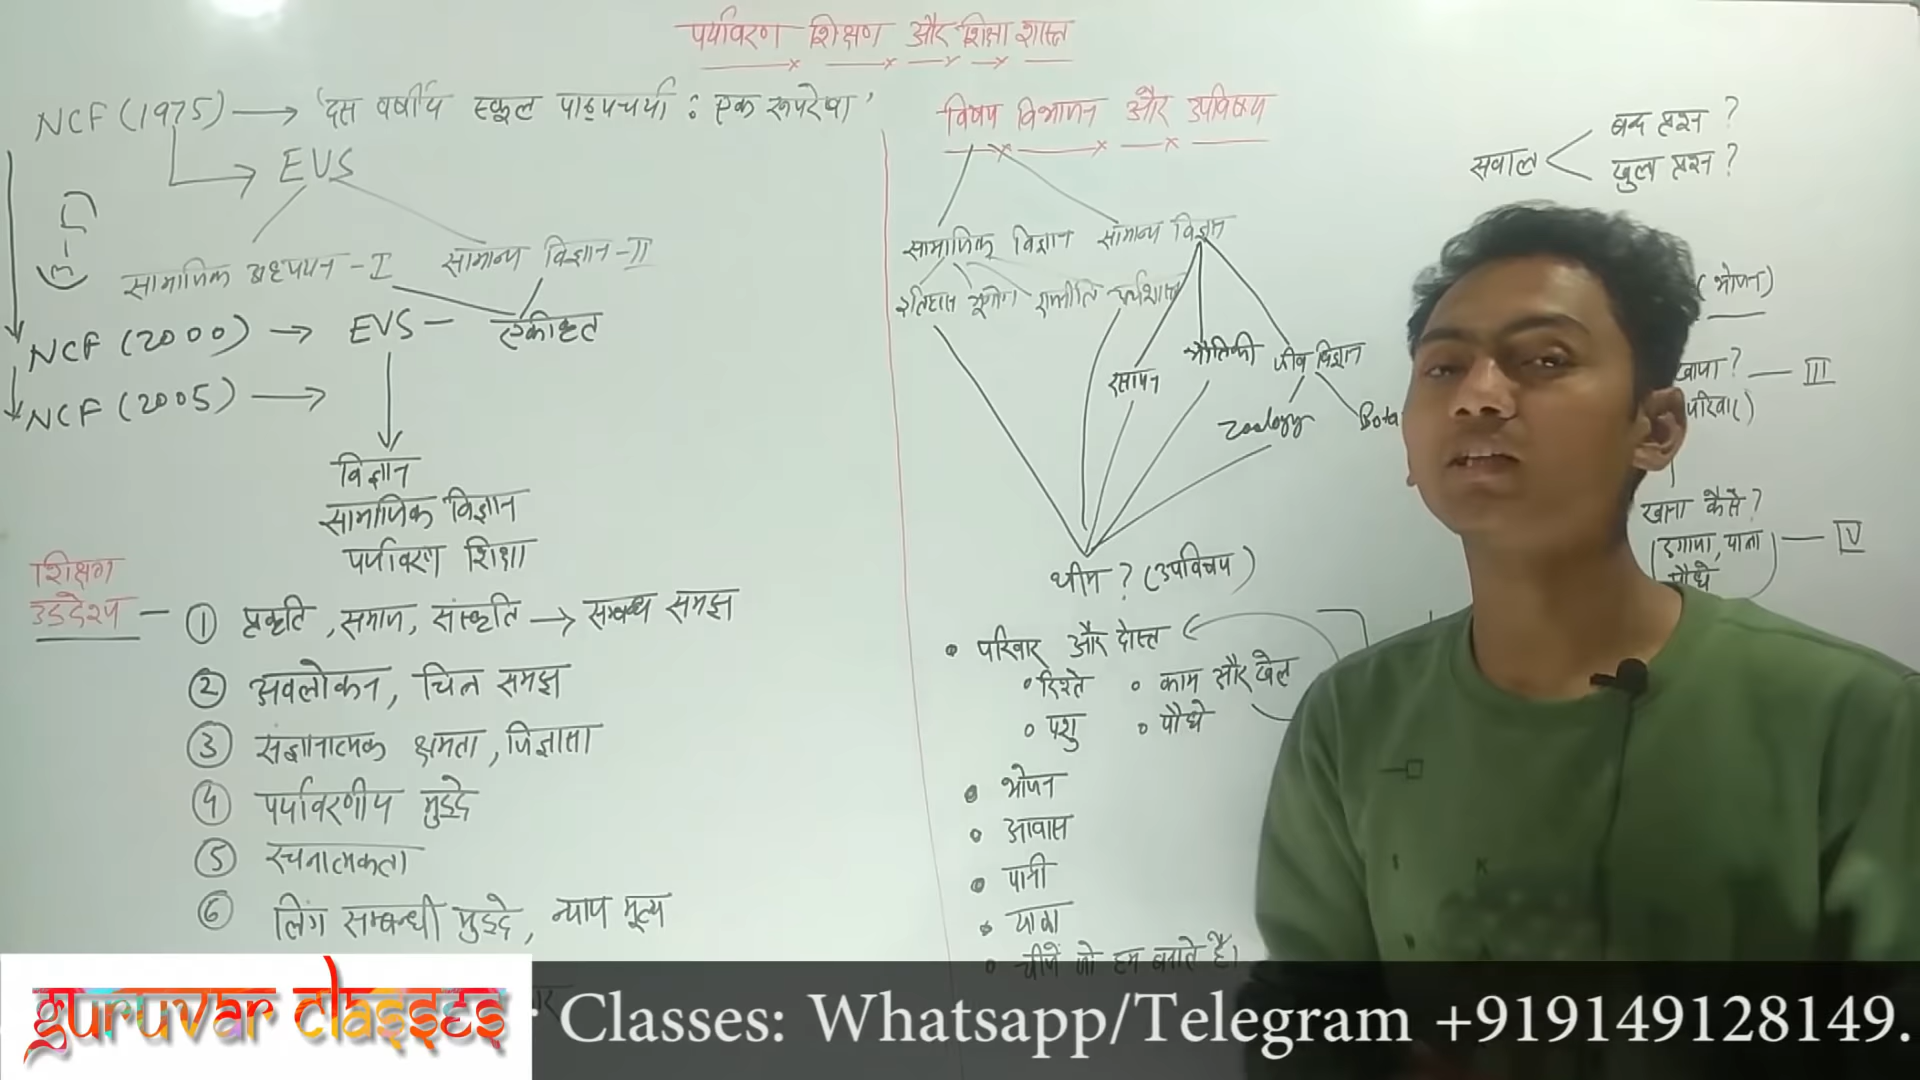 पर्यावरण शिक्षण और शिक्षा शास्त्र
NCF (1975) → 'दस वर्षीय स्कूल पाठ्यचर्या : एक रूपरेखा'
EVS
(I-V)
सामाजिक अध्ययन - I सामान्य विज्ञान - II
NCF (2000) → EVS - एकीकृत
NCF (2005) →
विज्ञान
सामाजिक विज्ञान
पर्यावरण शिक्षा
शिक्षण
उद्देश्य - ① प्रकृति, समाज, संस्कृति → सम्बन्ध समझ
② अवलोकन, चित्र समझ
③ संज्ञानात्मक क्षमता, जिज्ञासा
④ पर्यावरणीय मुद्दे
⑤ रचनात्मकता
⑥ लिंग सम्बन्धी मुद्दे, न्याय मूल्य
विषय विभाजन और उपविषय
सामाजिक विज्ञान सामान्य विज्ञान
इतिहास भूगोल राजनीति अर्थशास्त्र
रसायन भौतिकी जीव विज्ञान
Zoology Bota
थीम ? (उपविषय)
• परिवार और दोस्त
• रिश्ते • काम और खेल
• पशु • पौधे
• भोजन
• आवास
• पानी
• यात्रा
• चीजें जो हम बनाते हैं।
सवाल
बन्द प्रश्न ?
खुला प्रश्न ?
(भोजन)
खाया? — III
परिवार)
खाना कैसे?
(उगाया, पाना — V
पौधे
guruvar classes
Classes: Whatsapp/Telegram +919149128149.